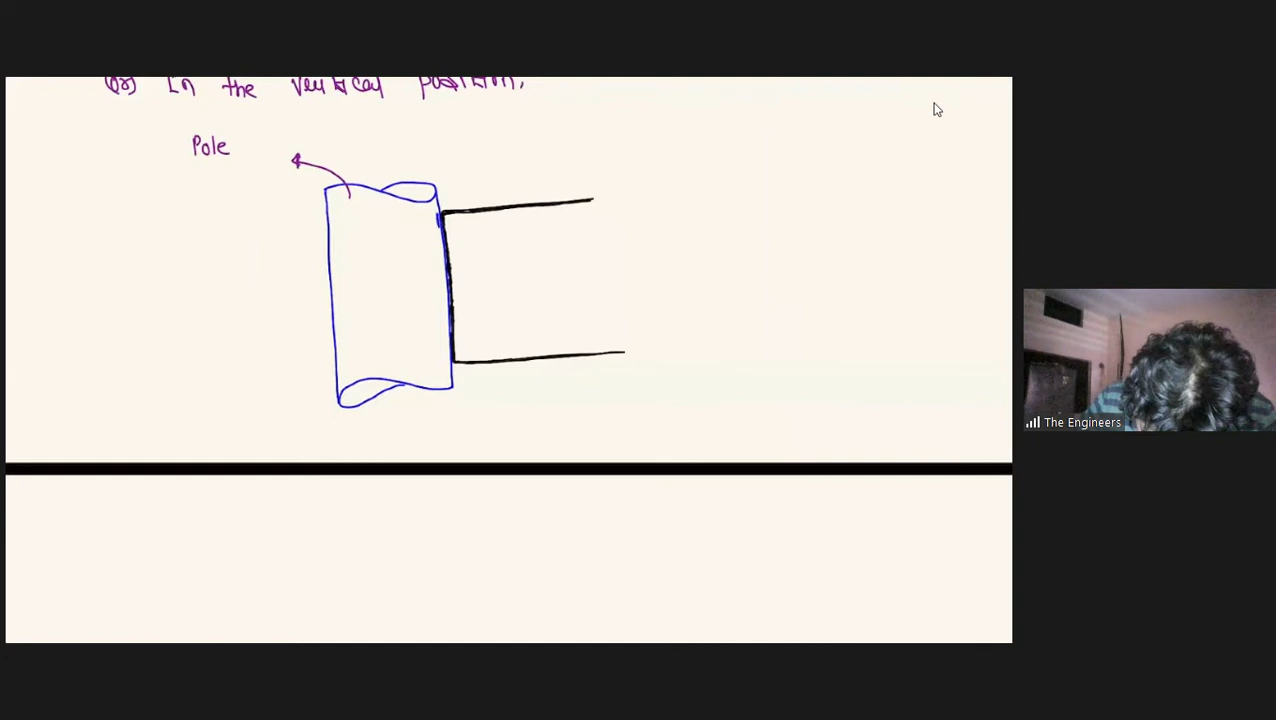 in the vertical position.
Pole
The Engineers